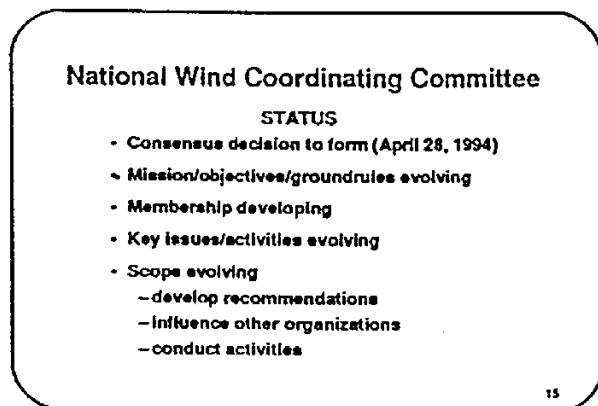 National Wind Coordinating Committee
STATUS
• Consensus decision to form (April 28, 1994)
• Mission/objectives/groundrules evolving
• Membership developing
• Key issues/activities evolving
• Scope evolving
–develop recommendations
–influence other organizations
–conduct activities
15